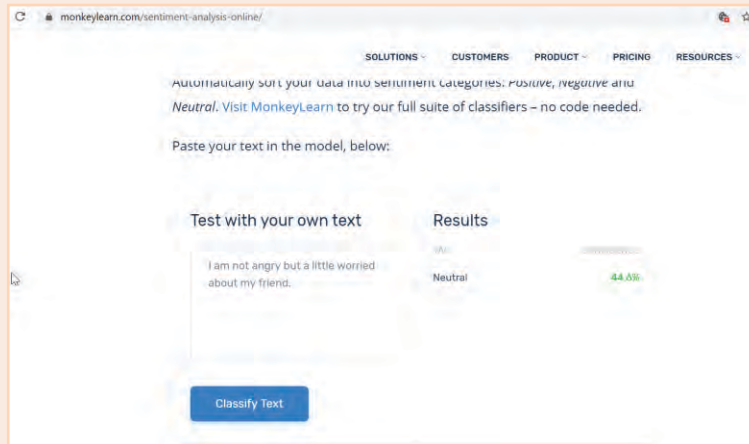 monkeylearn.com/sentiment-analysis-online/
SOLUTIONS CUSTOMERS PRODUCT PRICING RESOURCES
Automatically sort your data into sentiment categories: Positive, Negative and
Neutral. Visit MonkeyLearn to try our full suite of classifiers – no code needed.
Paste your text in the model, below:
Test with your own text
Results
I am not angry but a little worried
about my friend.
Neutral 44.6%
Classify Text